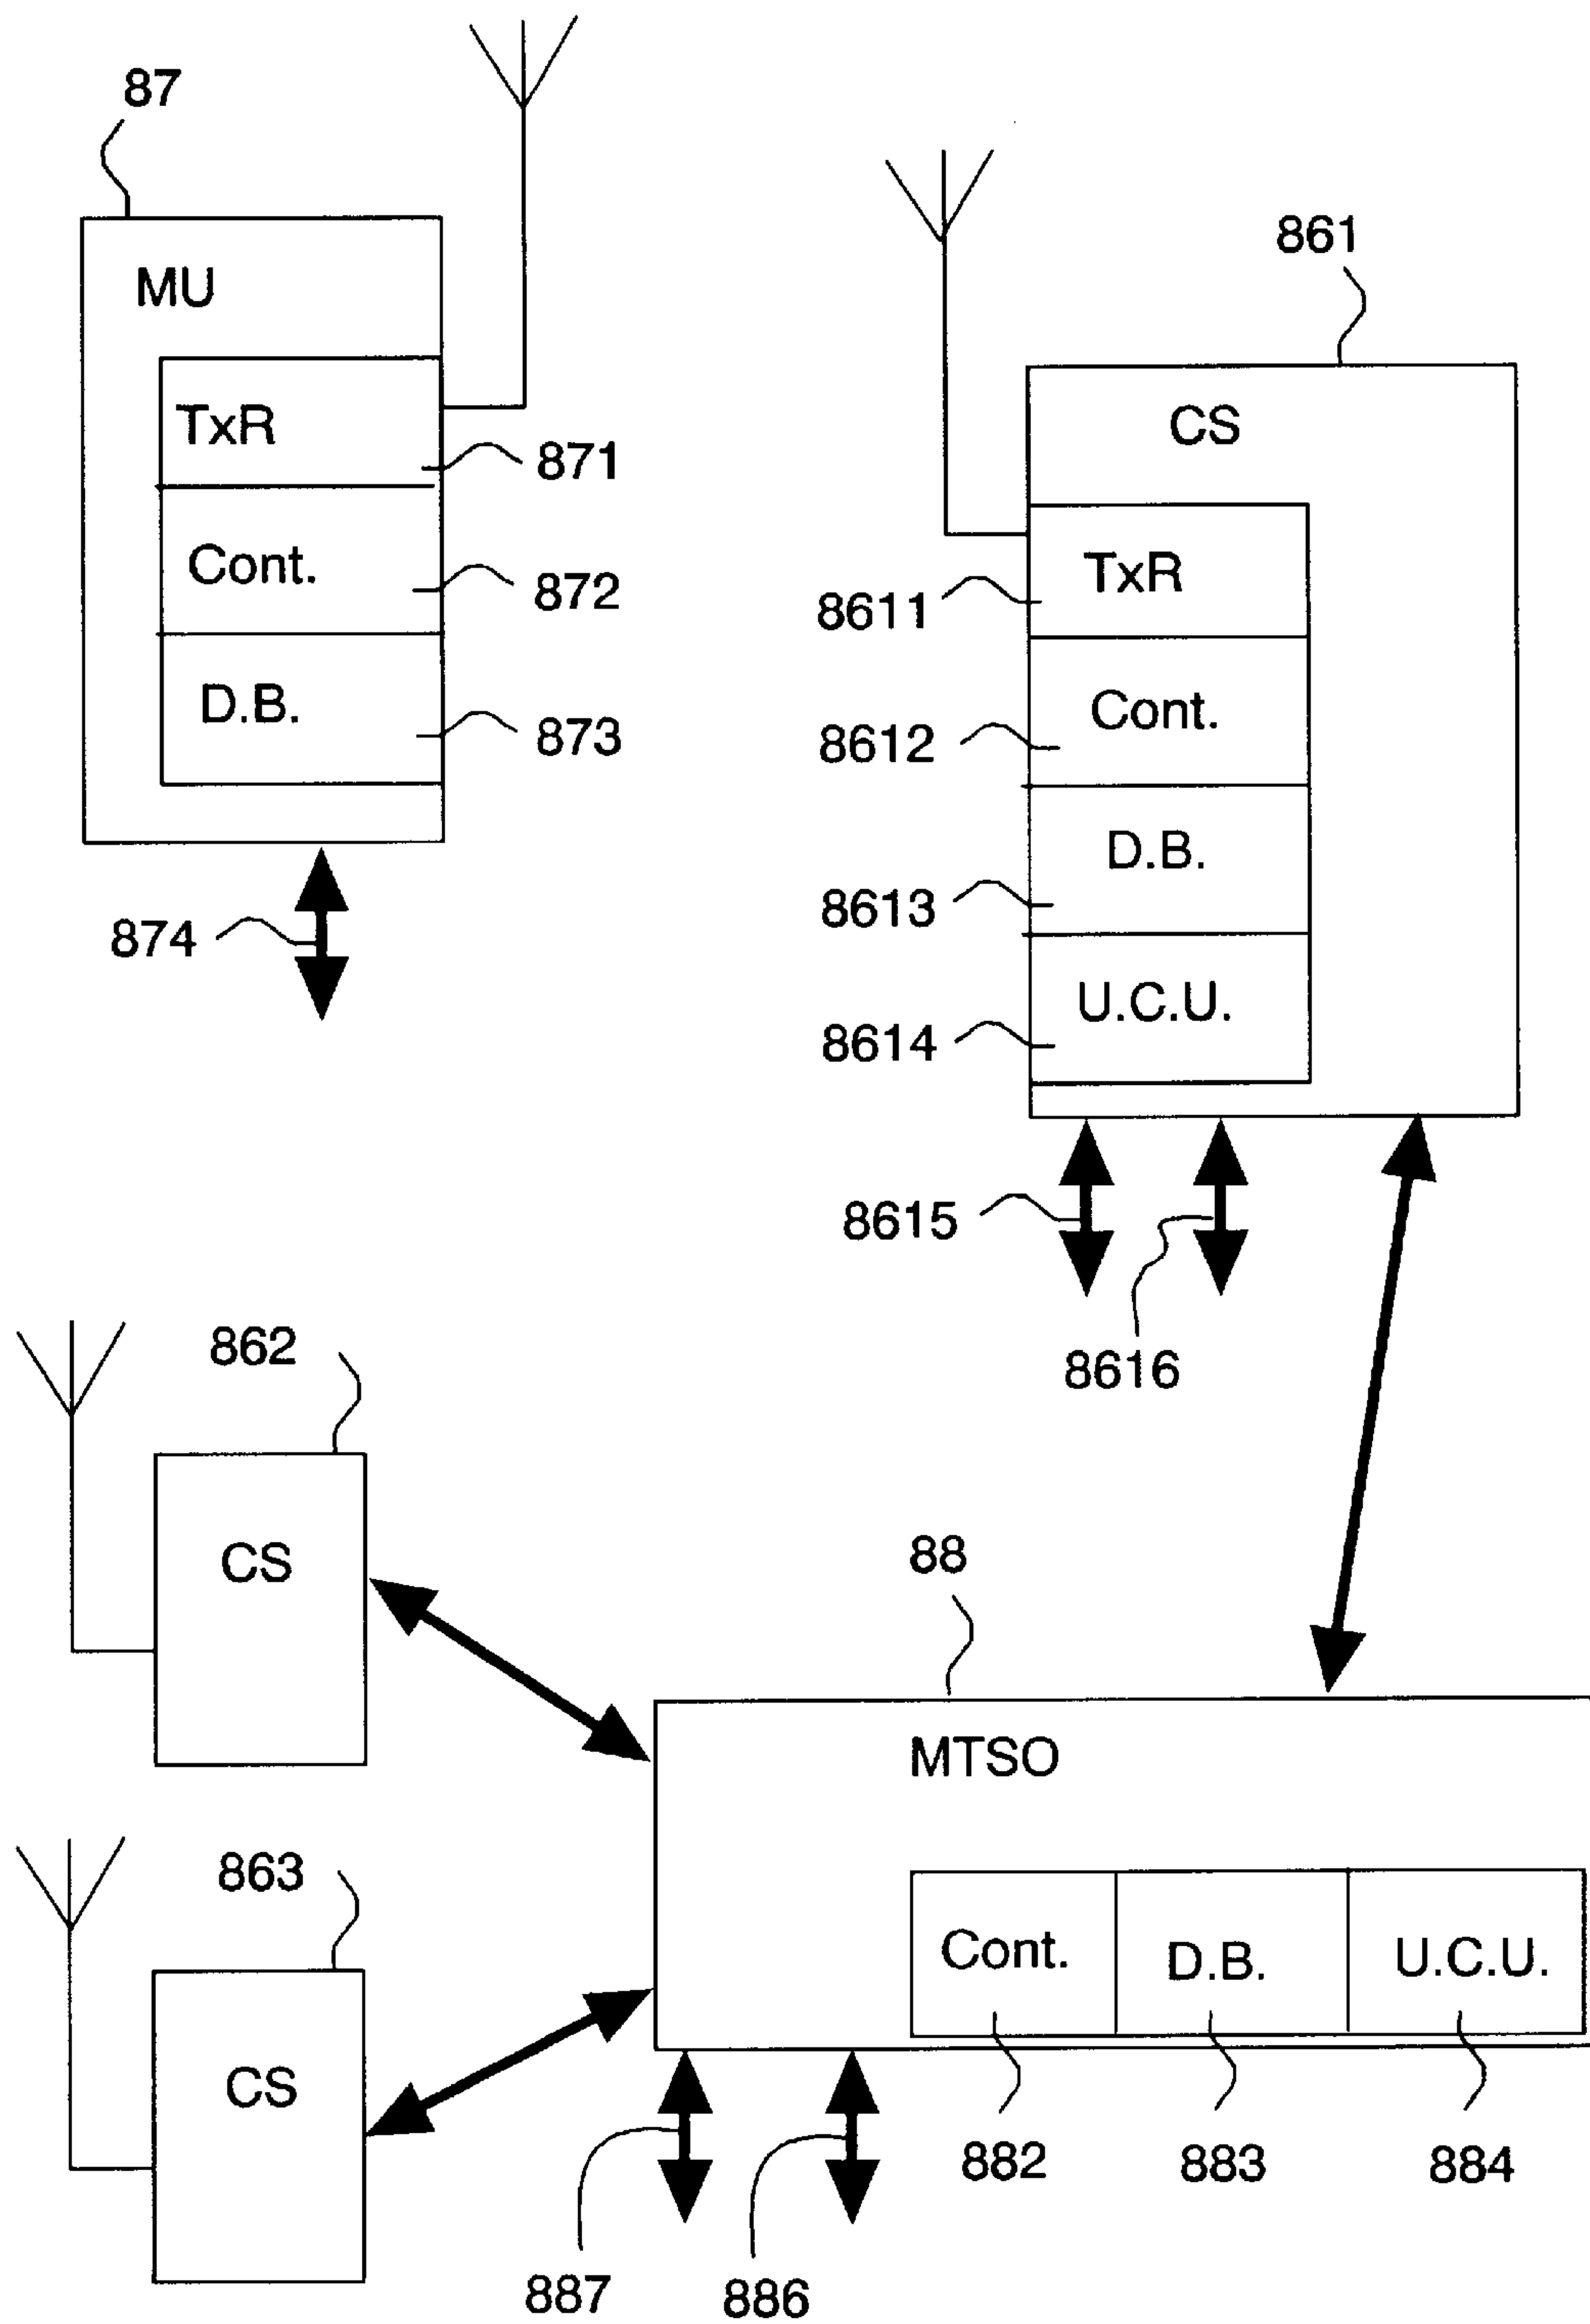 87
MU
861
CS
TxR
871
Cont.
872
TxR
8611
D.B.
873
Cont.
8612
D.B.
8613
874
U.C.U.
8614
8615
8616
862
CS
88
MTSO
863
Cont.
D.B.
U.C.U.
CS
882
883
884
887
886